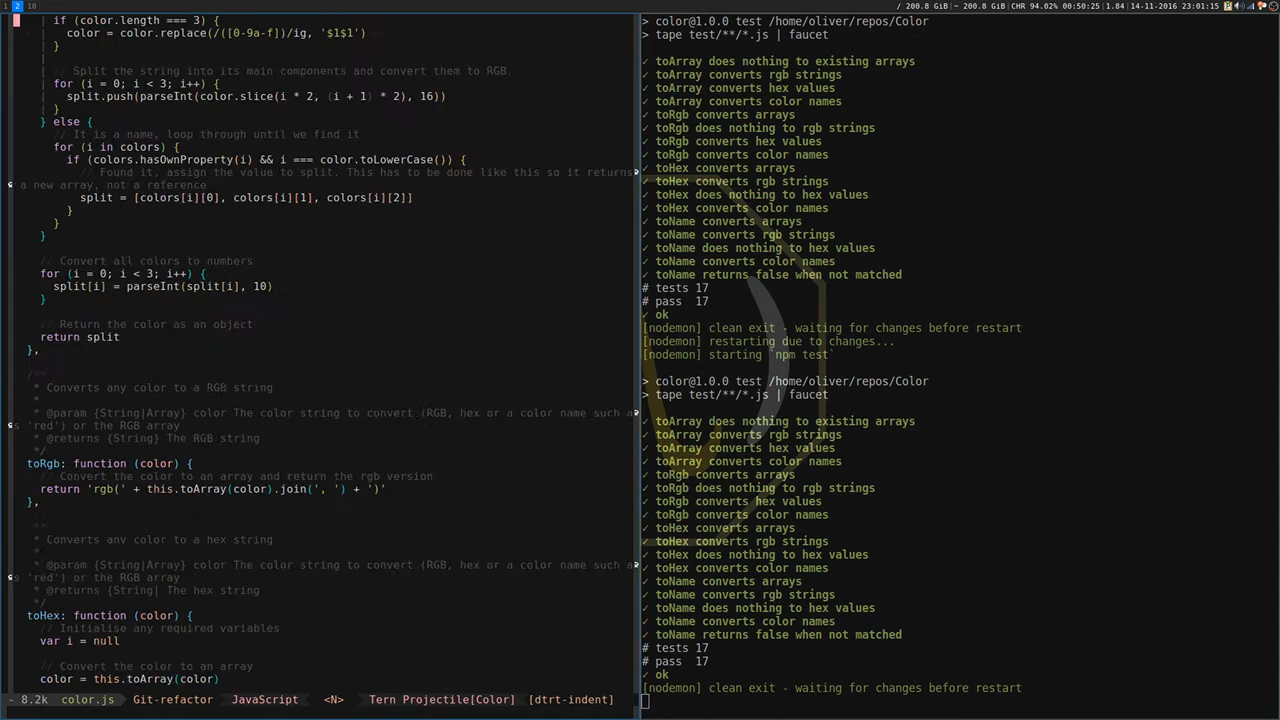 1 2 10
200.8 GiB|~ 200.8 GiB|CHR 94.02% 00:50:25|1.84|14-11-2016 23:01:15
if (color.length === 3) {
color = color.replace(/([0-9a-f])/ig, '$1$1')
}
// Split the string into its main components and convert them to RGB.
for (i = 0; i < 3; i++) {
split.push(parseInt(color.slice(i * 2, (i + 1) * 2), 16))
}
} else {
// It is a name, loop through until we find it
for (i in colors) {
if (colors.hasOwnProperty(i) && i === color.toLowerCase()) {
// Found it, assign the value to split. This has to be done like this so it returns
a new array, not a reference
split = [colors[i][0], colors[i][1], colors[i][2]]
}
}
}
// Convert all colors to numbers
for (i = 0; i < 3; i++) {
split[i] = parseInt(split[i], 10)
}
// Return the color as an object
return split
},
/**
* Converts any color to a RGB string
*
* @param {String|Array} color The color string to convert (RGB, hex or a color name such a
s 'red') or the RGB array
* @returns {String} The RGB string
*/
toRgb: function (color) {
// Convert the color to an array and return the rgb version
return 'rgb(' + this.toArray(color).join(', ') + ')'
},
/**
* Converts any color to a hex string
*
* @param {String|Array} color The color string to convert (RGB, hex or a color name such a
s 'red') or the RGB array
* @returns {String| The hex string
*/
toHex: function (color) {
// Initialise any required variables
var i = null
// Convert the color to an array
color = this.toArray(color)
- 8.2k color.js Git-refactor JavaScript <N> Tern Projectile[Color] [dtrt-indent]
> color@1.0.0 test /home/oliver/repos/Color
> tape test/**/*.js | faucet
✓ toArray does nothing to existing arrays
✓ toArray converts rgb strings
✓ toArray converts hex values
✓ toArray converts color names
✓ toRgb converts arrays
✓ toRgb does nothing to rgb strings
✓ toRgb converts hex values
✓ toRgb converts color names
✓ toHex converts arrays
✓ toHex converts rgb strings
✓ toHex does nothing to hex values
✓ toHex converts color names
✓ toName converts arrays
✓ toName converts rgb strings
✓ toName does nothing to hex values
✓ toName converts color names
✓ toName returns false when not matched
# tests 17
# pass 17
✓ ok
[nodemon] clean exit - waiting for changes before restart
[nodemon] restarting due to changes...
[nodemon] starting `npm test`
> color@1.0.0 test /home/oliver/repos/Color
> tape test/**/*.js | faucet
✓ toArray does nothing to existing arrays
✓ toArray converts rgb strings
✓ toArray converts hex values
✓ toArray converts color names
✓ toRgb converts arrays
✓ toRgb does nothing to rgb strings
✓ toRgb converts hex values
✓ toRgb converts color names
✓ toHex converts arrays
✓ toHex converts rgb strings
✓ toHex does nothing to hex values
✓ toHex converts color names
✓ toName converts arrays
✓ toName converts rgb strings
✓ toName does nothing to hex values
✓ toName converts color names
✓ toName returns false when not matched
# tests 17
# pass 17
✓ ok
[nodemon] clean exit - waiting for changes before restart